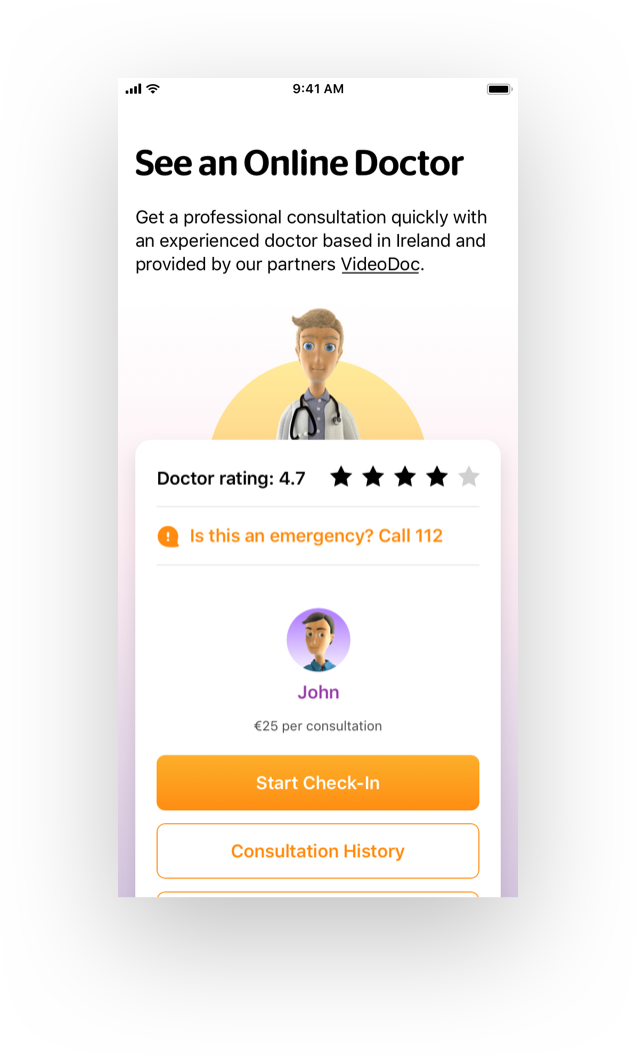 9:41 AM
See an Online Doctor
Get a professional consultation quickly with
an experienced doctor based in Ireland and
provided by our partners VideoDoc.
Doctor rating: 4.7
Is this an emergency? Call 112
John
€25 per consultation
Start Check-In
Consultation History